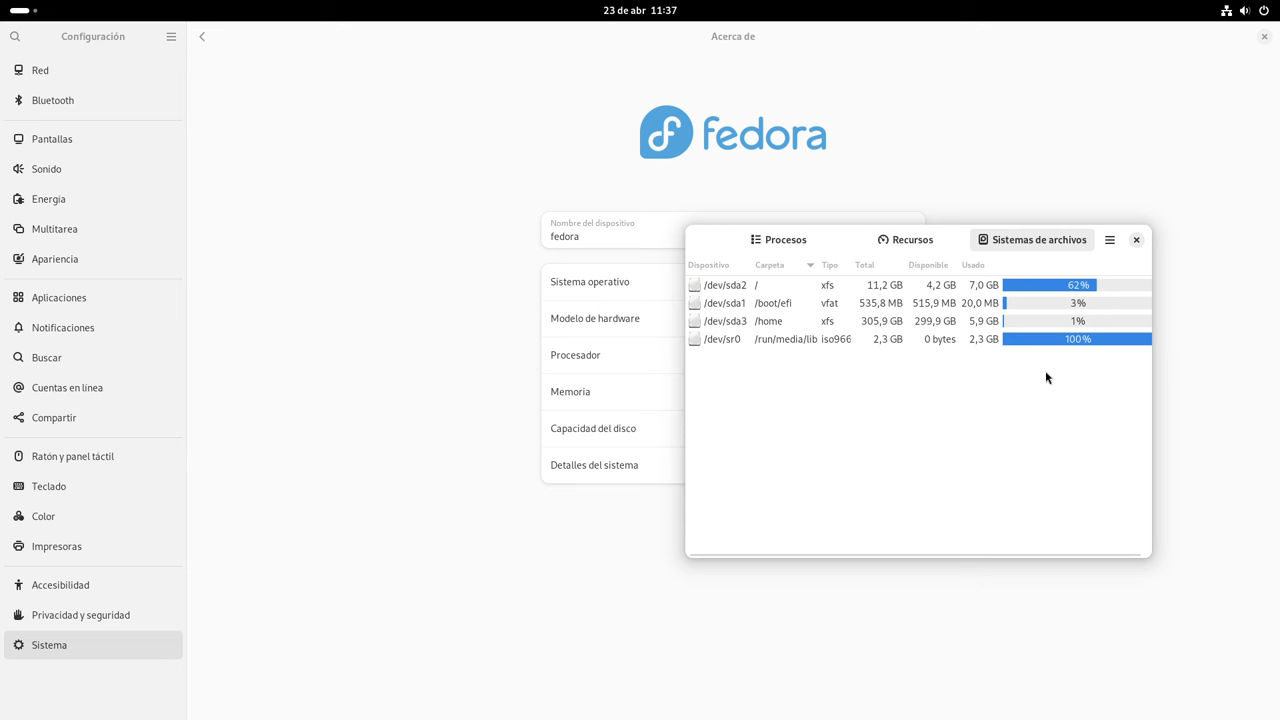 23 de abr 11:37
Configuración
Acerca de
Red
Bluetooth
Pantallas
Sonido
Energía
Multitarea
Apariencia
Aplicaciones
Notificaciones
Buscar
Cuentas en línea
Compartir
Ratón y panel táctil
Teclado
Color
Impresoras
Accesibilidad
Privacidad y seguridad
Sistema
fedora
Nombre del dispositivo
fedora
Sistema operativo
Modelo de hardware
Procesador
Memoria
Capacidad del disco
Detalles del sistema
Procesos Recursos Sistemas de archivos
Dispositivo Carpeta Tipo Total Disponible Usado
/dev/sda2 / xfs 11,2 GB 4,2 GB 7,0 GB 62%
/dev/sda1 /boot/efi vfat 535,8 MB 515,9 MB 20,0 MB 3%
/dev/sda3 /home xfs 305,9 GB 299,9 GB 5,9 GB 1%
/dev/sr0 /run/media/lib iso966 2,3 GB 0 bytes 2,3 GB 100%